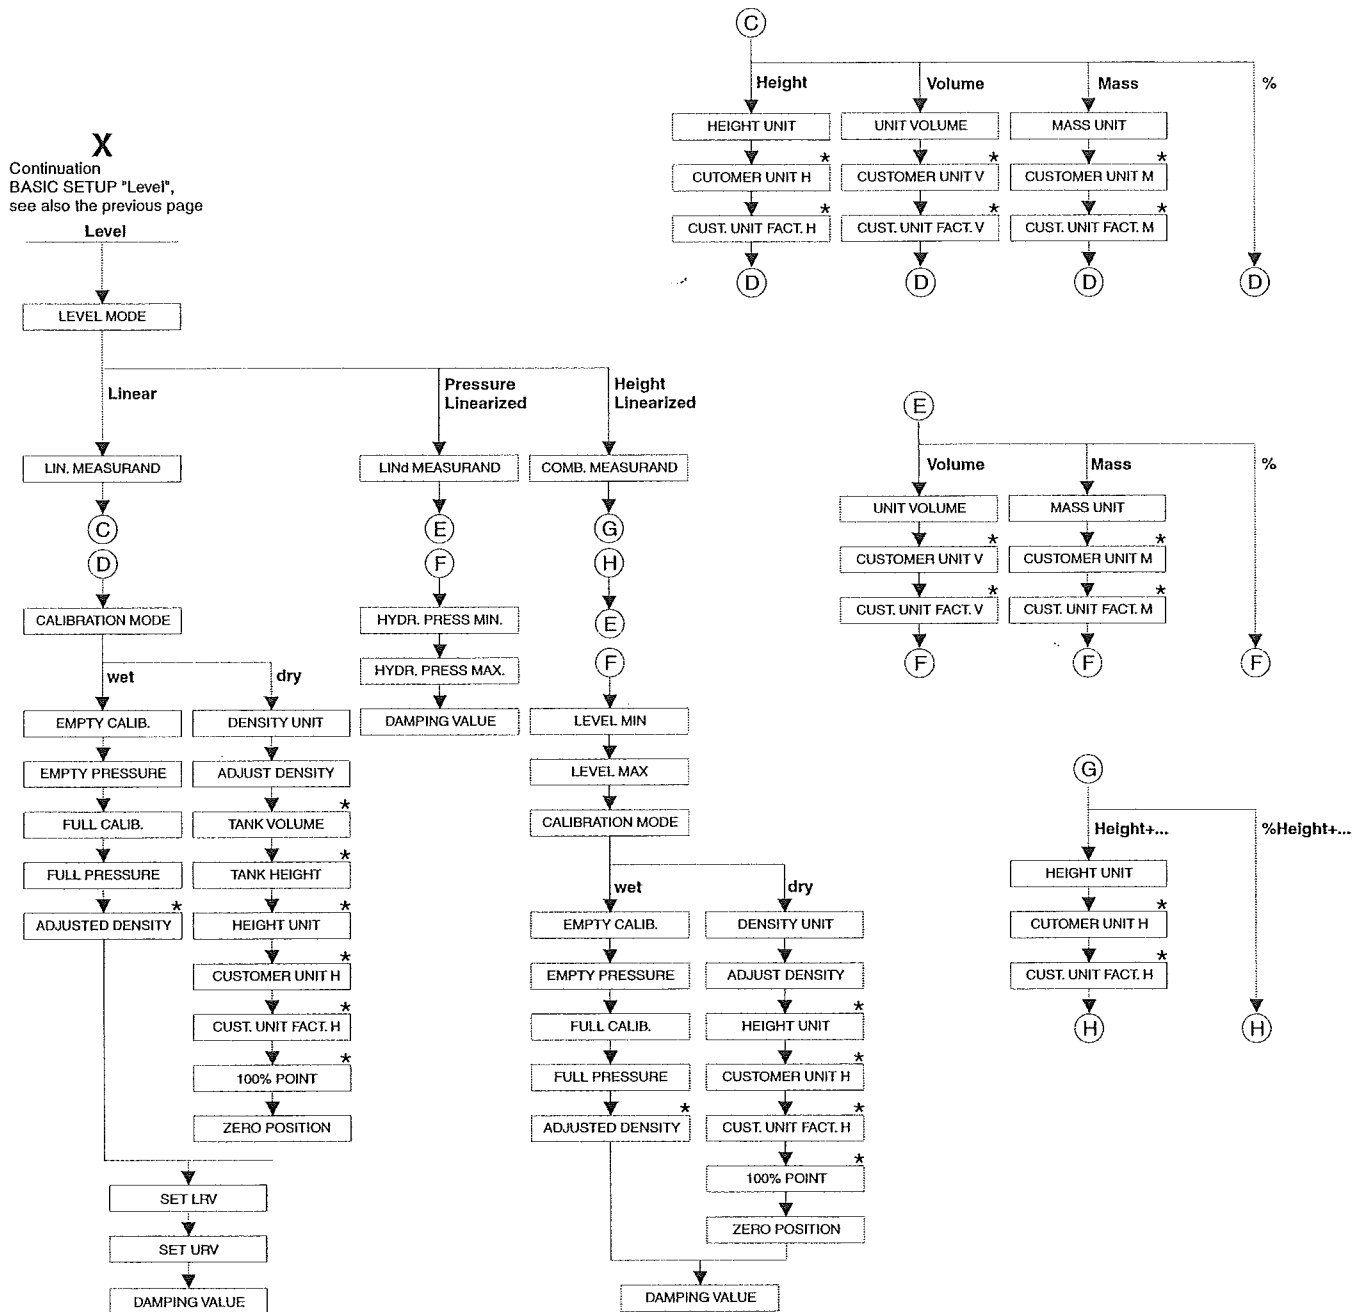 X
Continuation
BASIC SETUP "Level",
see also the previous page
Level
LEVEL MODE
Linear
Pressure
Linearized
Height
Linearized
LIN. MEASURAND
LINd MEASURAND
COMB. MEASURAND
C
D
CALIBRATION MODE
wet
dry
EMPTY CALIB.
EMPTY PRESSURE
FULL CALIB.
FULL PRESSURE
*
ADJUSTED DENSITY
DENSITY UNIT
ADJUST DENSITY
*
TANK VOLUME
*
TANK HEIGHT
*
HEIGHT UNIT
*
CUSTOMER UNIT H
*
CUST. UNIT FACT. H
*
100% POINT
ZERO POSITION
SET LRV
SET URV
DAMPING VALUE
E
F
HYDR. PRESS MIN.
HYDR. PRESS MAX.
DAMPING VALUE
G
H
E
F
LEVEL MIN
LEVEL MAX
CALIBRATION MODE
wet
dry
EMPTY CALIB.
EMPTY PRESSURE
FULL CALIB.
FULL PRESSURE
*
ADJUSTED DENSITY
DENSITY UNIT
ADJUST DENSITY
*
HEIGHT UNIT
*
CUSTOMER UNIT H
*
CUST. UNIT FACT. H
*
100% POINT
ZERO POSITION
DAMPING VALUE
C
Height
Volume
Mass
%
HEIGHT UNIT
UNIT VOLUME
MASS UNIT
* * *
CUTOMER UNIT H
CUSTOMER UNIT V
CUSTOMER UNIT M
* * *
CUST. UNIT FACT. H
CUST. UNIT FACT. V
CUST. UNIT FACT. M
D
D
D
D
E
Volume
Mass
%
UNIT VOLUME
MASS UNIT
* *
CUSTOMER UNIT V
CUSTOMER UNIT M
* *
CUST. UNIT FACT. V
CUST. UNIT FACT. M
F
F
F
G
Height+...
%Height+...
HEIGHT UNIT
*
CUTOMER UNIT H
*
CUST. UNIT FACT. H
H
H